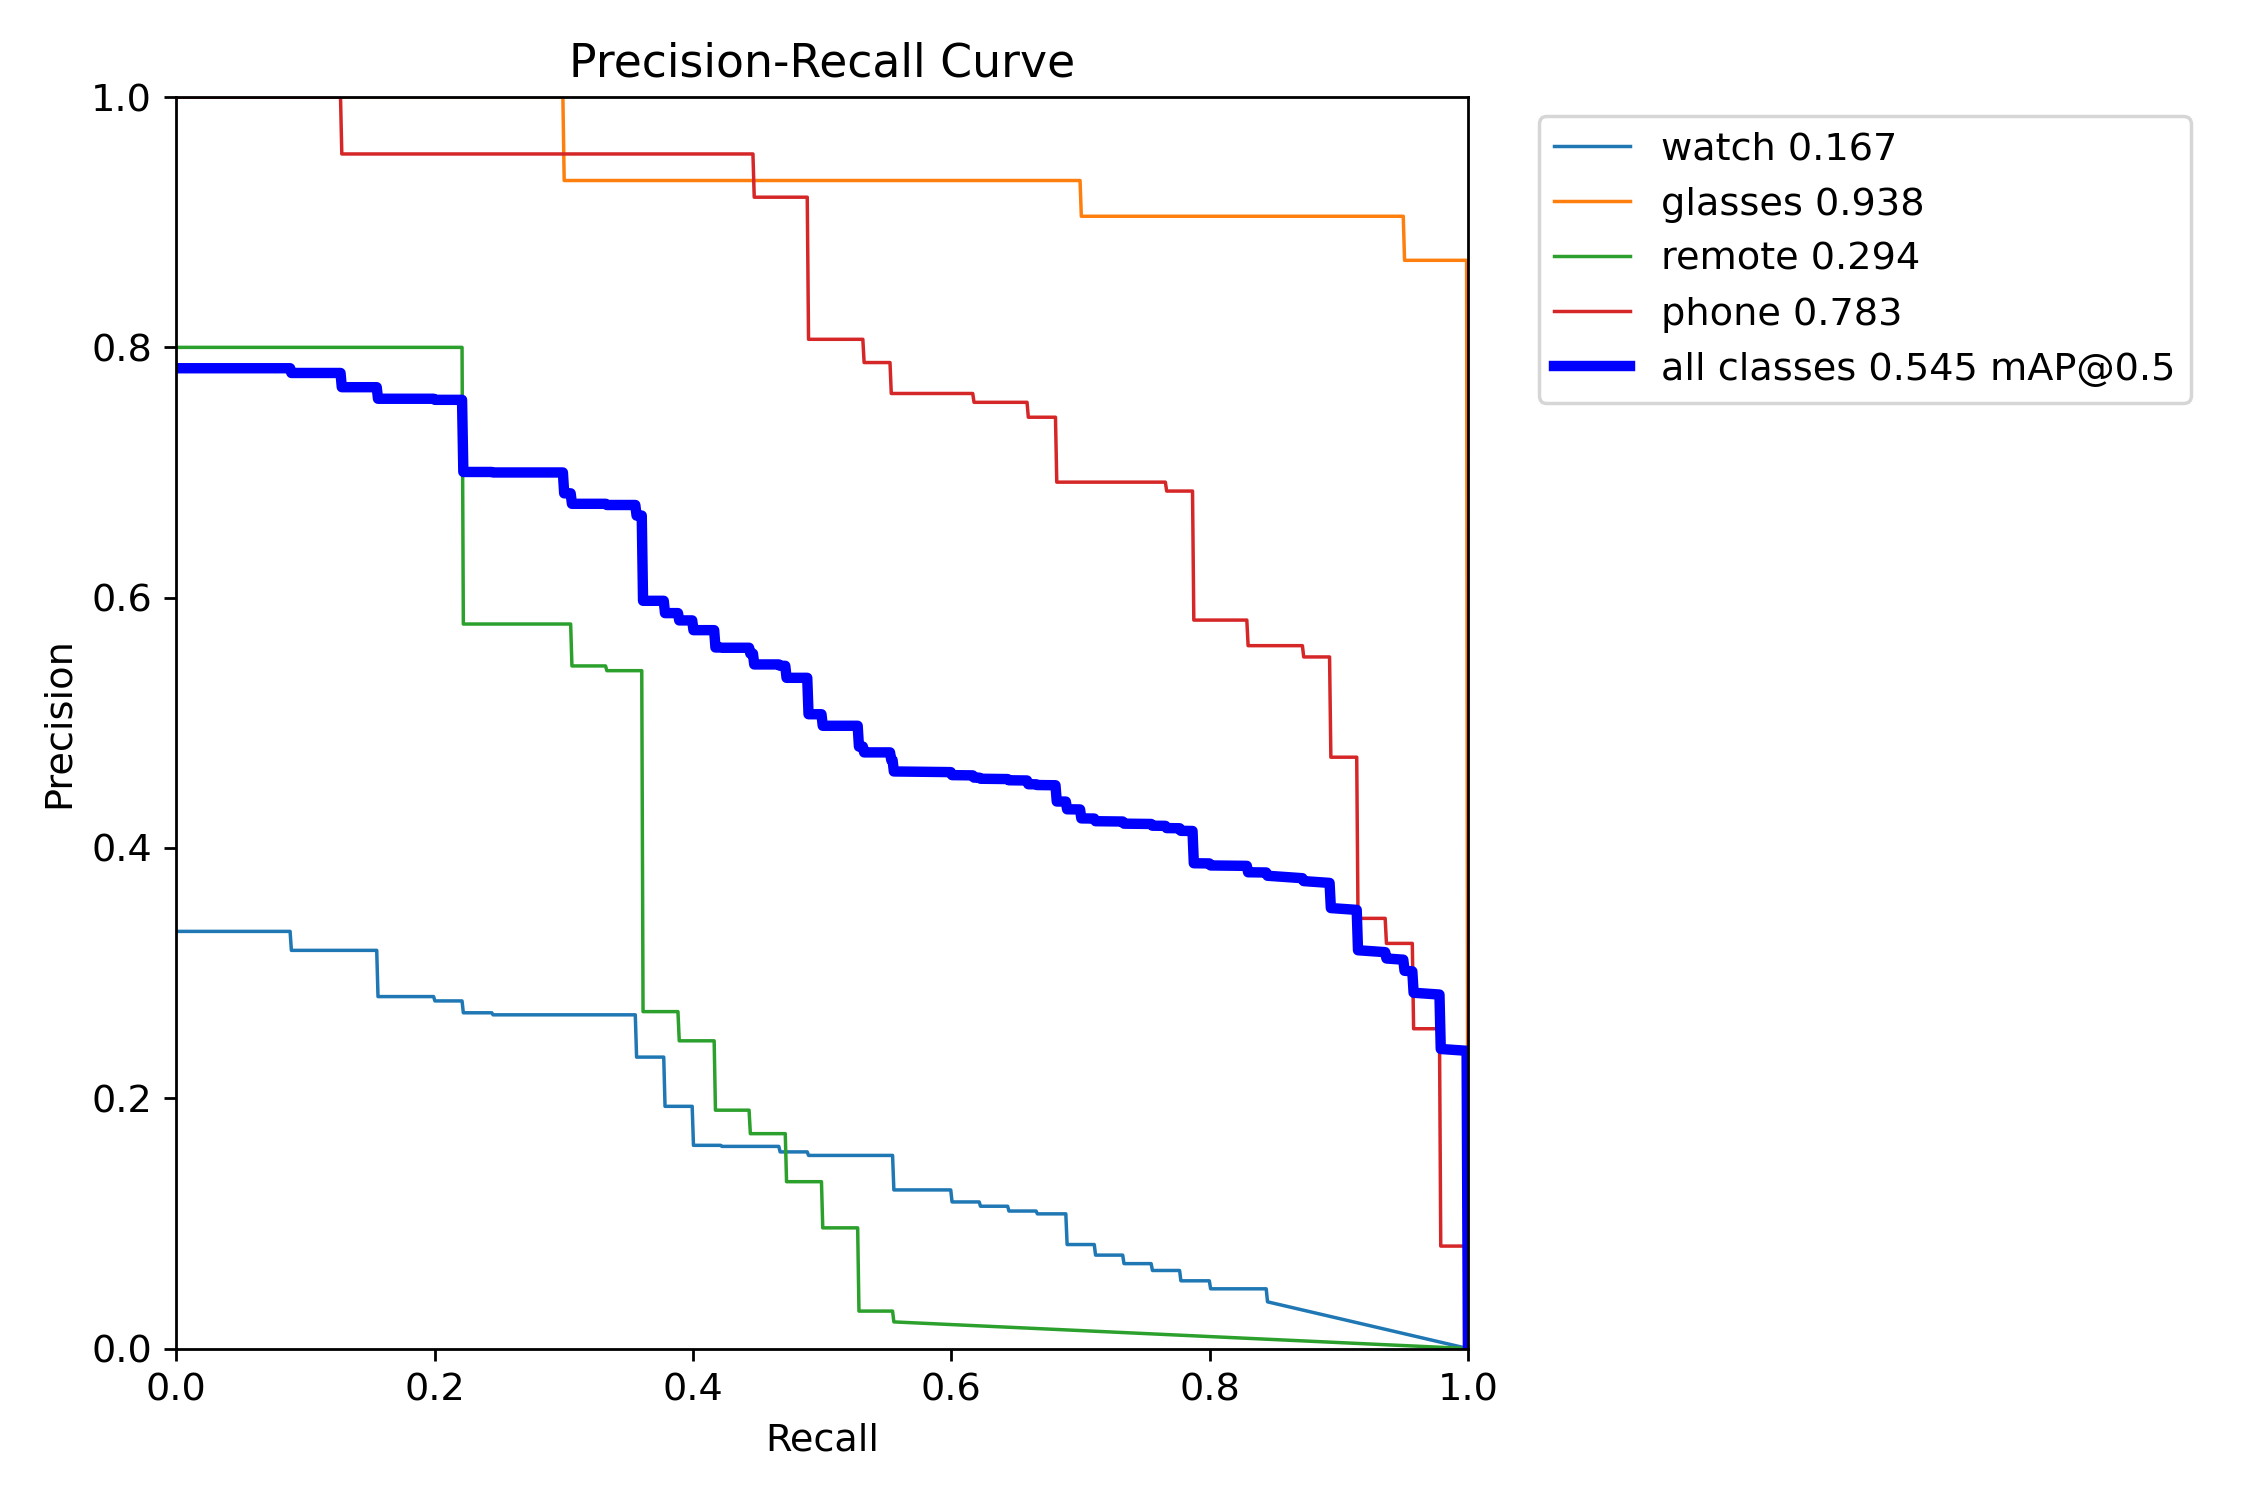 Precision-Recall Curve
1.0
0.8
0.6
0.4
0.2
0.0
Precision
0.0 0.2 0.4 0.6 0.8 1.0
Recall
watch 0.167
glasses 0.938
remote 0.294
phone 0.783
all classes 0.545 mAP@0.5